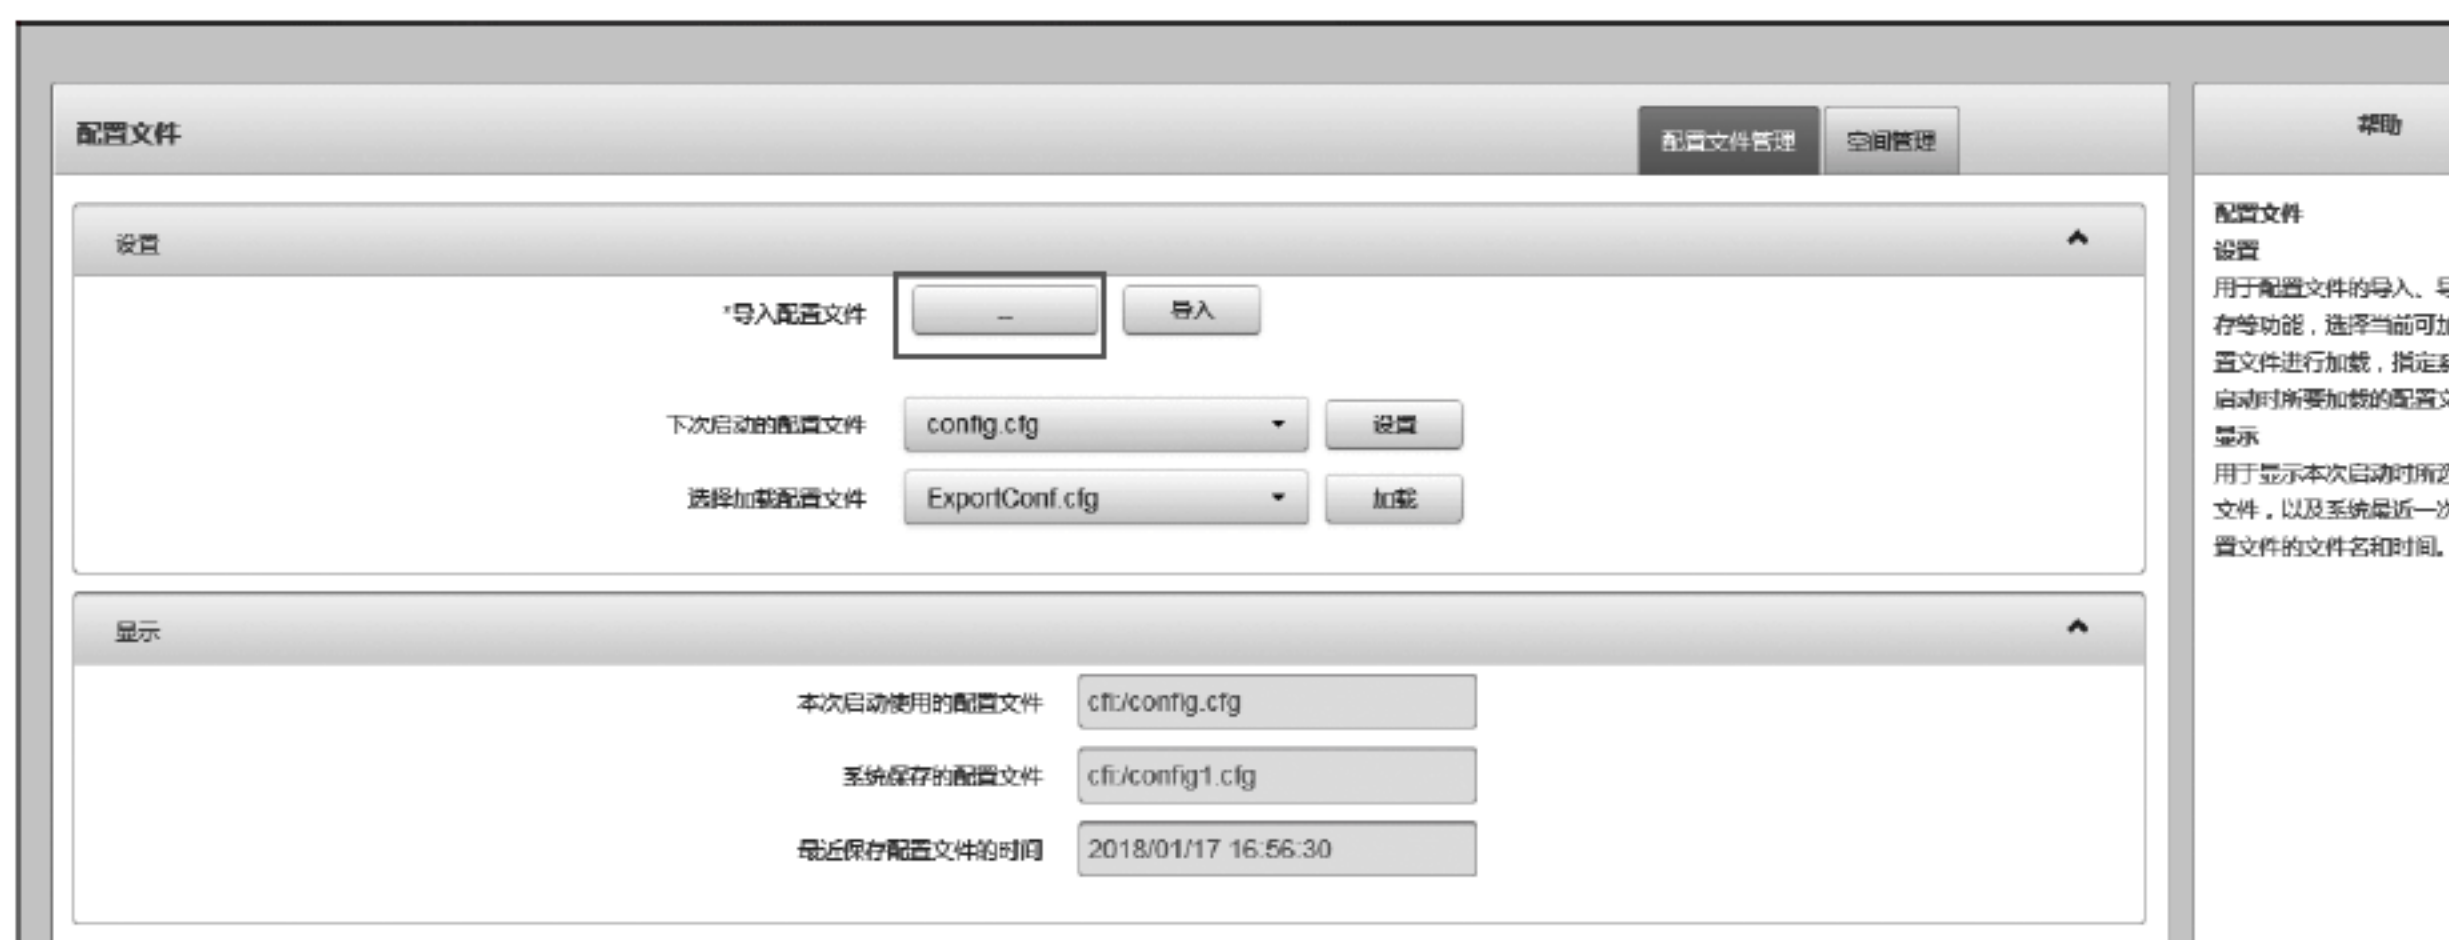 配置文件
配置文件管理
空间管理
设置
*导入配置文件
...
导入
下次启动的配置文件
config.cfg
设置
选择加载配置文件
ExportConf.cfg
加载
显示
本次启动使用的配置文件
cfi:/config.cfg
系统保存的配置文件
cfi:/config1.cfg
最近保存配置文件的时间
2018/01/17 16:56:30
帮助
配置文件
设置
用于配置文件的导入、导
存等功能，选择当前可加
置文件进行加载，指定系
启动时所要加载的配置文
显示
用于显示本次启动时所选
文件，以及系统最近一次
置文件的文件名和时间。